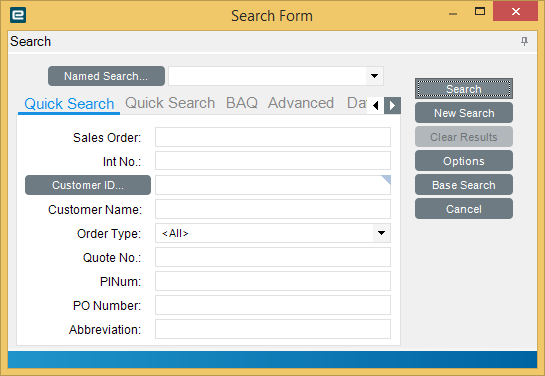 Search Form
Search
Named Search...
Quick Search Quick Search BAQ Advanced Da
Sales Order:
Int No.:
Customer ID...
Customer Name:
Order Type: <All>
Quote No.:
PINum:
PO Number:
Abbreviation:
Search
New Search
Clear Results
Options
Base Search
Cancel